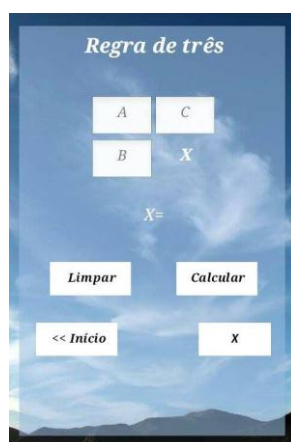 Regra de três
A C
B X
X=
Limpar Calcular
<< Início X